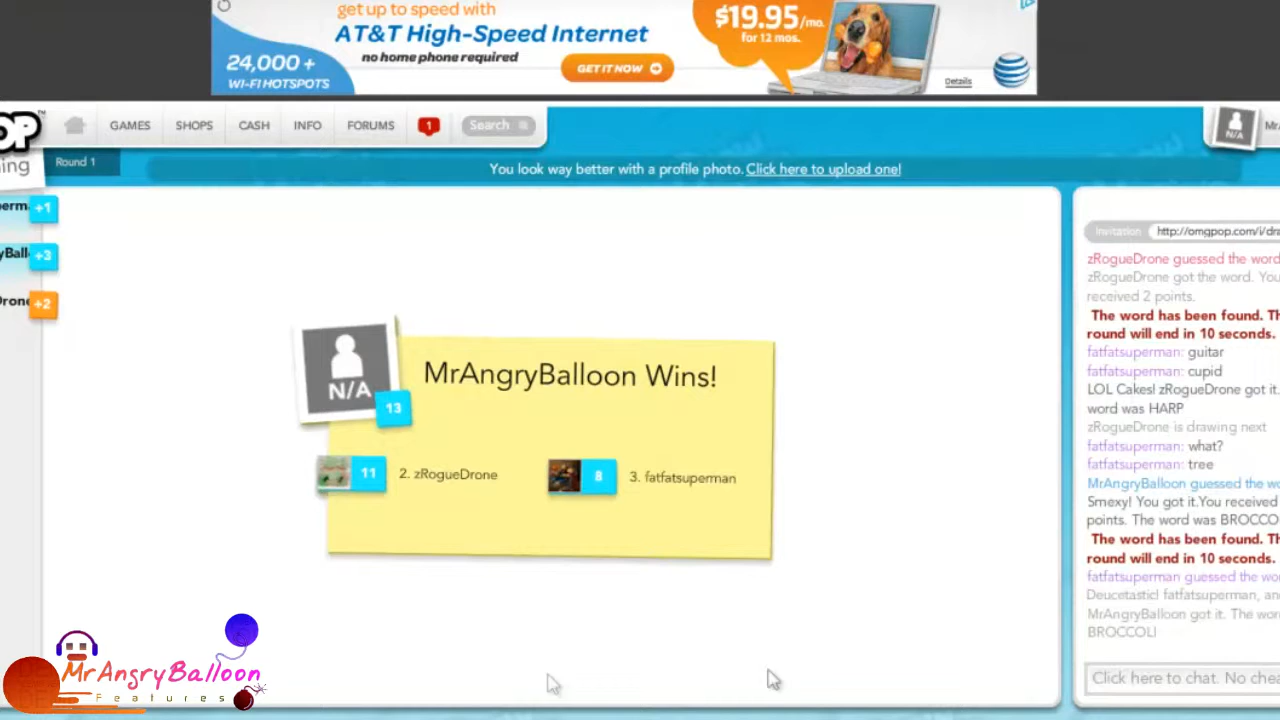 get up to speed with
AT&T High-Speed Internet
no home phone required
24,000 +
WI-FI HOTSPOTS
GET IT NOW
$19.95/mo.
for 12 mos.
Details
OP™
GAMES SHOPS CASH INFO FORUMS 1 Search
ing
Round 1
You look way better with a profile photo. Click here to upload one!
N/A
Mr
perm +1
yBall +3
Drone +2
N/A
13
MrAngryBalloon Wins!
11 2. zRogueDrone
8 3. fatfatsuperman
Invitation http://omgpop.com/i/dra
zRogueDrone guessed the word
zRogueDrone got the word. You
received 2 points.
The word has been found. Th
round will end in 10 seconds.
fatfatsuperman: guitar
fatfatsuperman: cupid
LOL Cakes! zRogueDrone got it.
word was HARP
zRogueDrone is drawing next
fatfatsuperman: what?
fatfatsuperman: tree
MrAngryBalloon guessed the wo
Smexy! You got it.You received
points. The word was BROCCO
The word has been found. Th
round will end in 10 seconds.
fatfatsuperman guessed the wo
Deucetastic! fatfatsuperman, an
MrAngryBalloon got it. The wor
BROCCOLI
Click here to chat. No chea
MrAngryBalloon
Features